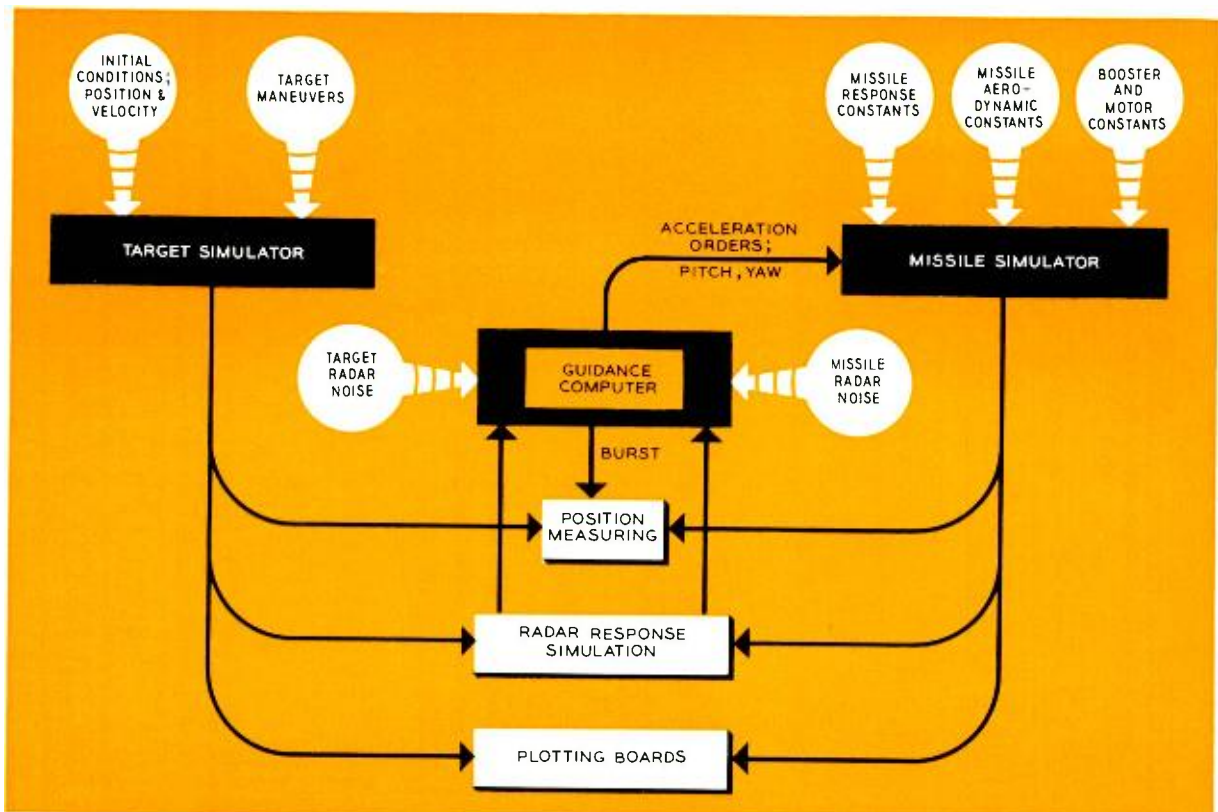 INITIAL
CONDITIONS;
POSITION &
VELOCITY
TARGET
MANEUVERS
MISSILE
RESPONSE
CONSTANTS
MISSILE
AERO-
DYNAMIC
CONSTANTS
BOOSTER
AND
MOTOR
CONSTANTS
TARGET SIMULATOR
ACCELERATION
ORDERS;
PITCH, YAW
MISSILE SIMULATOR
TARGET
RADAR
NOISE
GUIDANCE
COMPUTER
MISSILE
RADAR
NOISE
BURST
POSITION
MEASURING
RADAR RESPONSE
SIMULATION
PLOTTING BOARDS